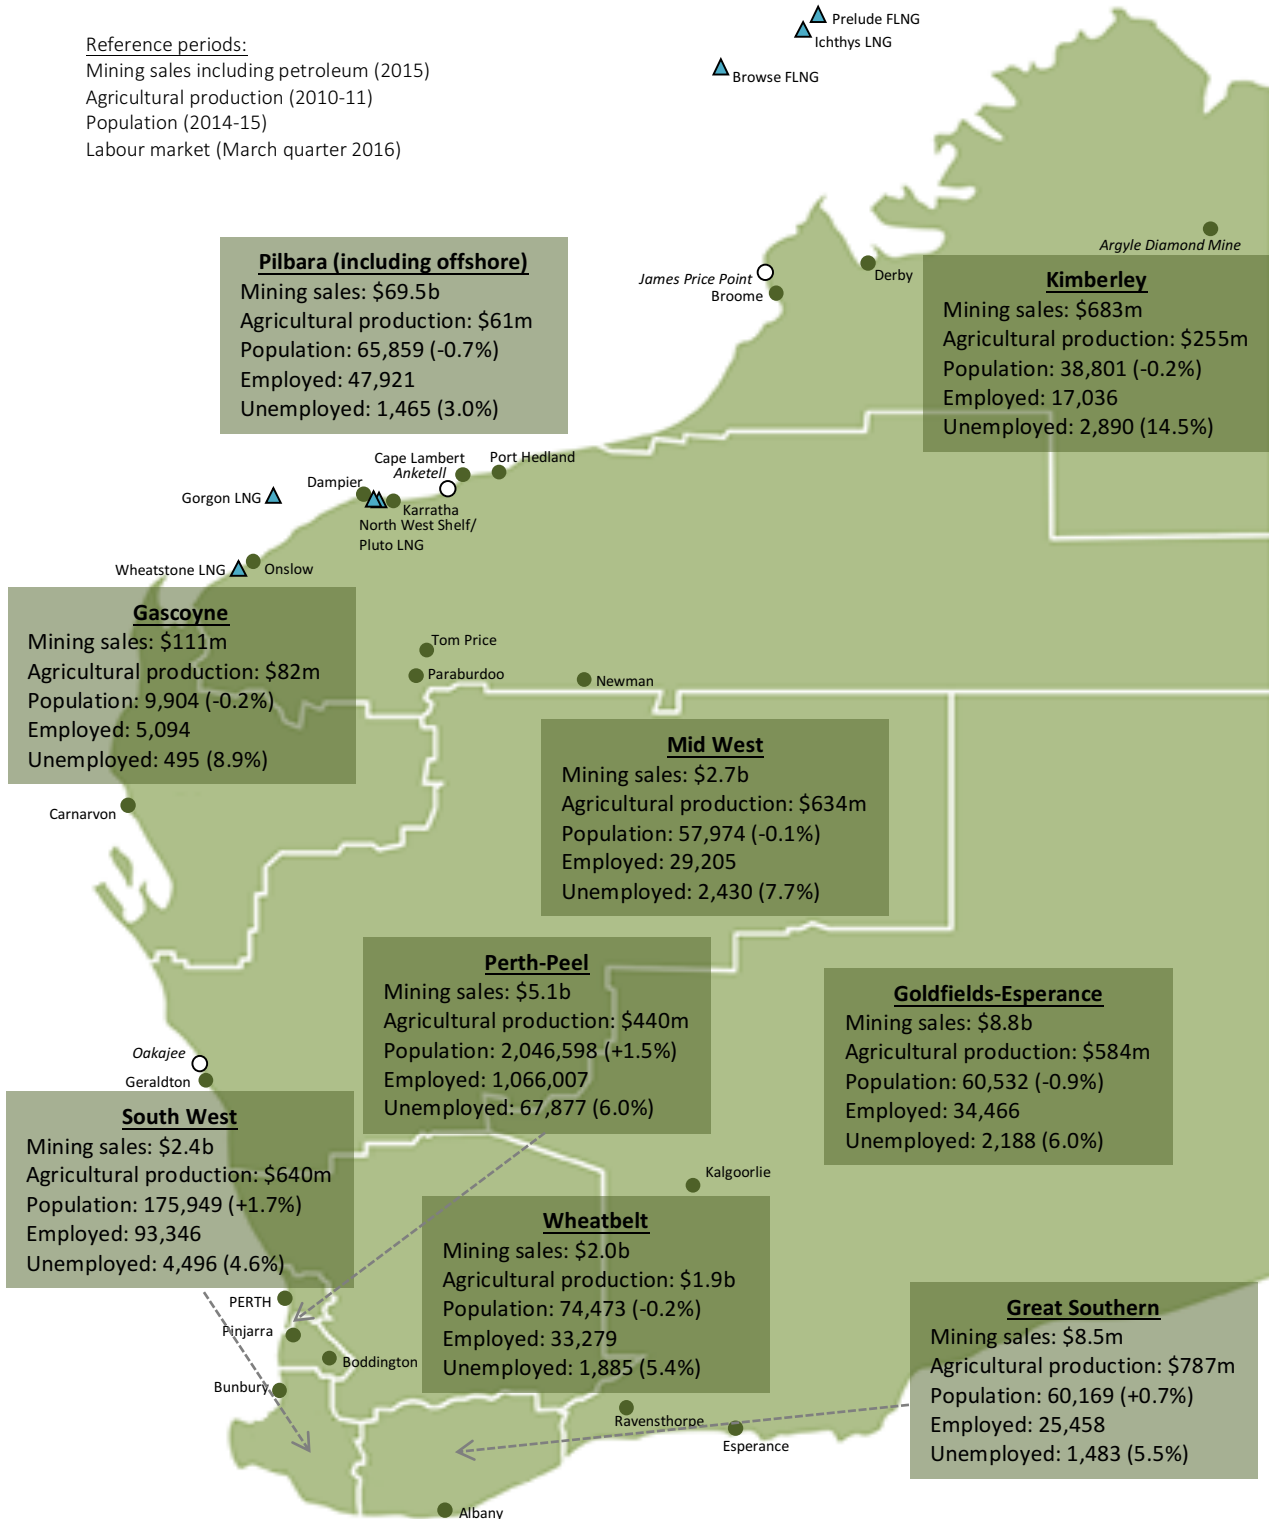 Prelude FLNG
Ichthys LNG
Browse FLNG
Reference periods:
Mining sales including petroleum (2015)
Agricultural production (2010-11)
Population (2014-15)
Labour market (March quarter 2016)
Argyle Diamond Mine
James Price Point
Broome
Derby
Pilbara (including offshore)
Mining sales: $69.5b
Agricultural production: $61m
Population: 65,859 (-0.7%)
Employed: 47,921
Unemployed: 1,465 (3.0%)
Kimberley
Mining sales: $683m
Agricultural production: $255m
Population: 38,801 (-0.2%)
Employed: 17,036
Unemployed: 2,890 (14.5%)
Cape Lambert
Port Hedland
Anketell
Dampier
Gorgon LNG
Karratha
North West Shelf/
Pluto LNG
Wheatstone LNG
Onslow
Gascoyne
Mining sales: $111m
Agricultural production: $82m
Population: 9,904 (-0.2%)
Employed: 5,094
Unemployed: 495 (8.9%)
Tom Price
Paraburdoo
Newman
Mid West
Mining sales: $2.7b
Agricultural production: $634m
Population: 57,974 (-0.1%)
Employed: 29,205
Unemployed: 2,430 (7.7%)
Carnarvon
Perth-Peel
Mining sales: $5.1b
Agricultural production: $440m
Population: 2,046,598 (+1.5%)
Employed: 1,066,007
Unemployed: 67,877 (6.0%)
Goldfields-Esperance
Mining sales: $8.8b
Agricultural production: $584m
Population: 60,532 (-0.9%)
Employed: 34,466
Unemployed: 2,188 (6.0%)
Oakajee
Geraldton
South West
Mining sales: $2.4b
Agricultural production: $640m
Population: 175,949 (+1.7%)
Employed: 93,346
Unemployed: 4,496 (4.6%)
Kalgoorlie
Wheatbelt
Mining sales: $2.0b
Agricultural production: $1.9b
Population: 74,473 (-0.2%)
Employed: 33,279
Unemployed: 1,885 (5.4%)
PERTH
Pinjarra
Boddington
Bunbury
Great Southern
Mining sales: $8.5m
Agricultural production: $787m
Population: 60,169 (+0.7%)
Employed: 25,458
Unemployed: 1,483 (5.5%)
Ravensthorpe
Esperance
Albany